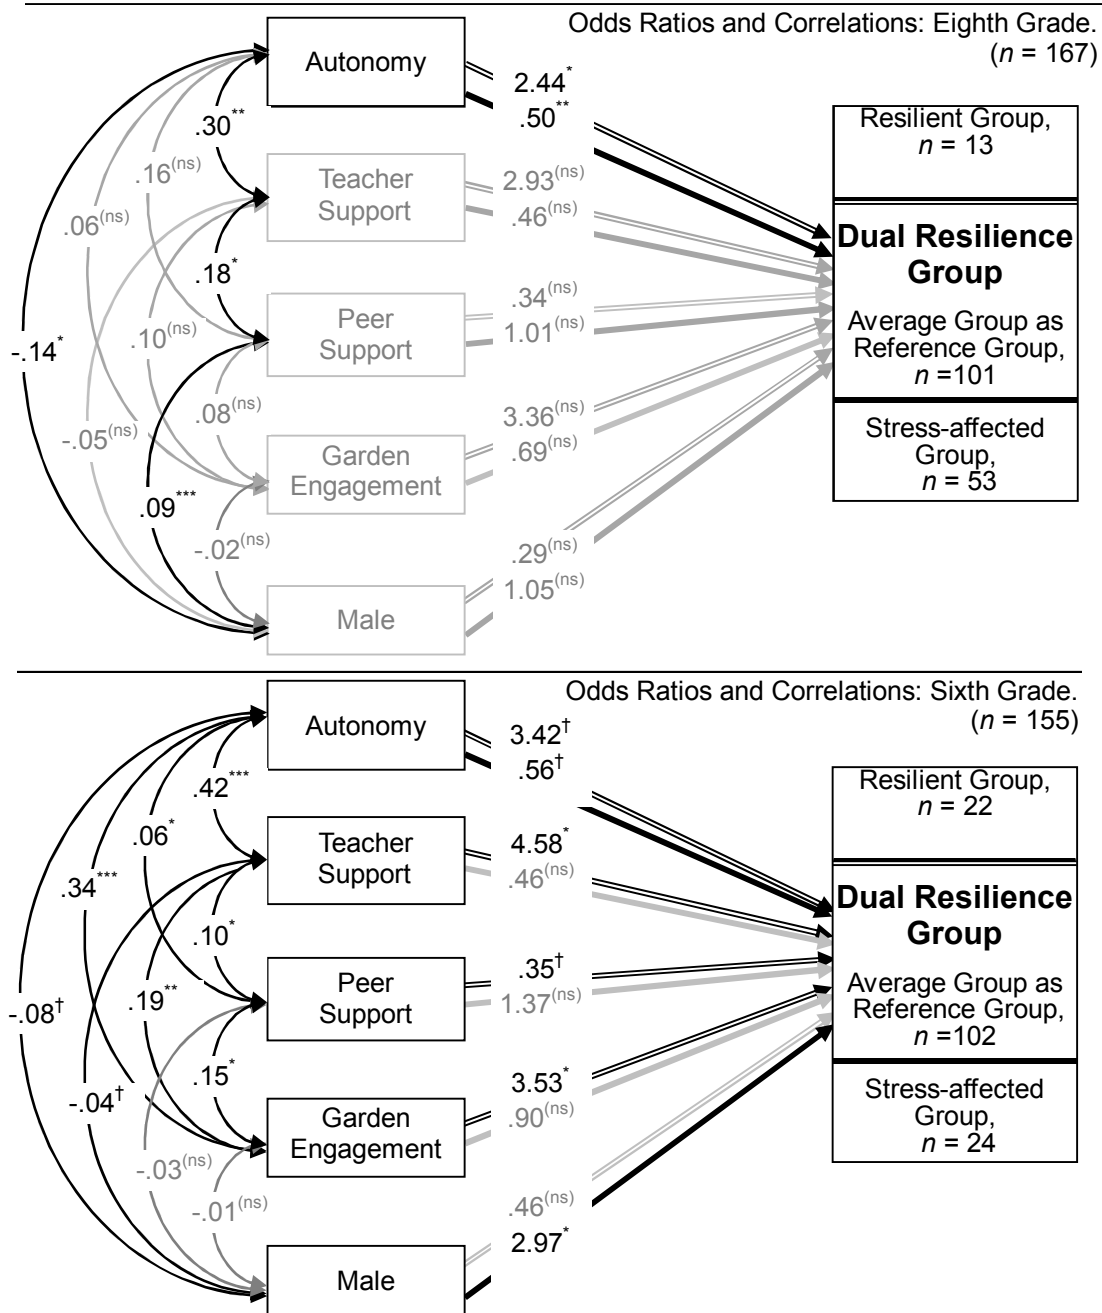 Odds Ratios and Correlations: Eighth Grade.
(n = 167)
Autonomy
2.44*
.50**
.30**
Resilient Group,
n = 13
.16(ns)
Teacher
Support
2.93(ns)
.46(ns)
.06(ns)
Dual Resilience
Group
.18*
Peer
Support
.34(ns)
1.01(ns)
Average Group as
Reference Group,
n =101
.10(ns)
-.14*
.08(ns)
3.36(ns)
.69(ns)
-.05(ns)
Garden
Engagement
Stress-affected
Group,
n = 53
.09***
-.02(ns)
.29(ns)
1.05(ns)
Male
Odds Ratios and Correlations: Sixth Grade.
(n = 155)
Autonomy
3.42†
.56†
.42***
Resilient Group,
n = 22
.06*
Teacher
Support
4.58*
.46(ns)
.34***
Dual Resilience
Group
.10*
Peer
Support
.35†
1.37(ns)
Average Group as
Reference Group,
n =102
.19**
-.08†
.15*
3.53*
.90(ns)
-.04†
Garden
Engagement
Stress-affected
Group,
n = 24
-.03(ns)
-.01(ns)
.46(ns)
2.97*
Male